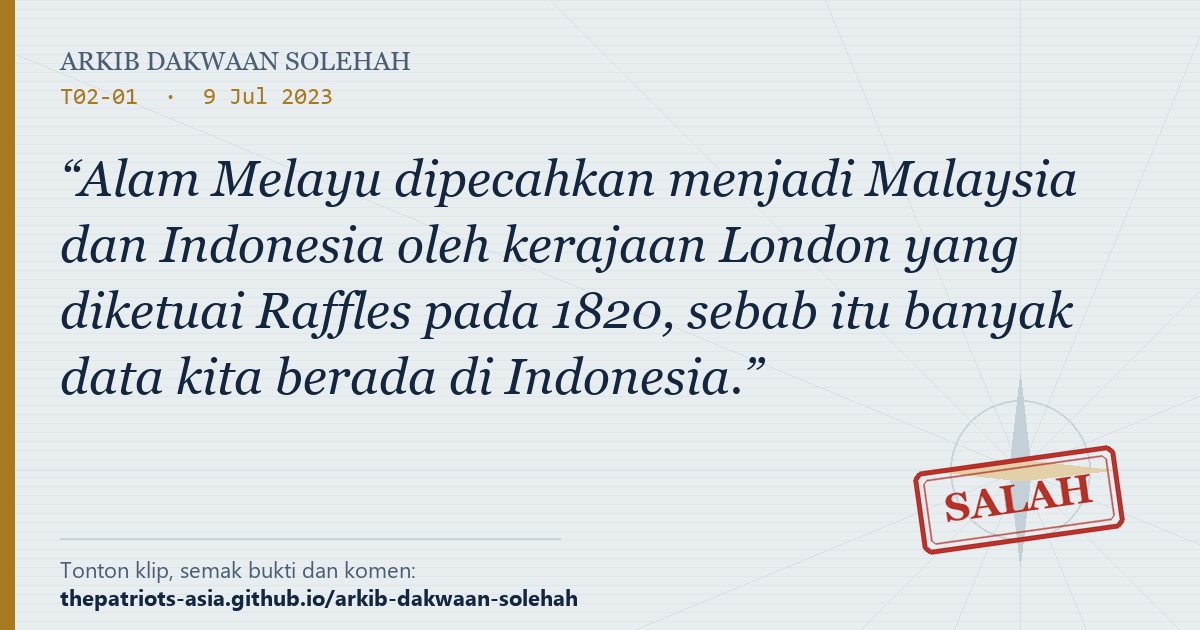 ARKIB DAKWAAN SOLEHAH
T02-01 · 9 Jul 2023
“Alam Melayu dipecahkan menjadi Malaysia
dan Indonesia oleh kerajaan London yang
diketuai Raffles pada 1820, sebab itu banyak
data kita berada di Indonesia.”
SALAH
Tonton klip, semak bukti dan komen:
thepatriots-asia.github.io/arkib-dakwaan-solehah